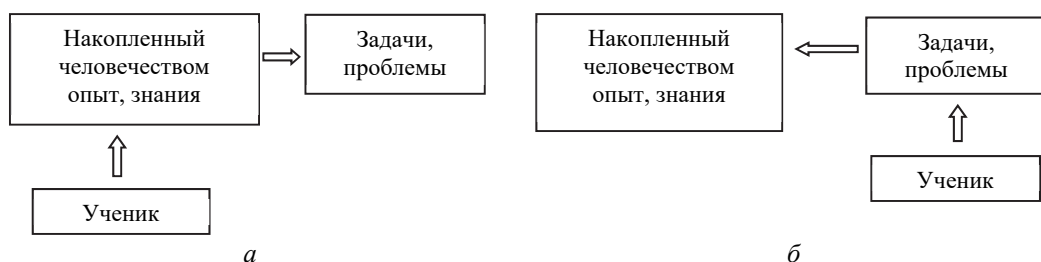 Накопленный
человечеством
опыт, знания
Задачи,
проблемы
Ученик
а
Накопленный
человечеством
опыт, знания
Задачи,
проблемы
Ученик
б